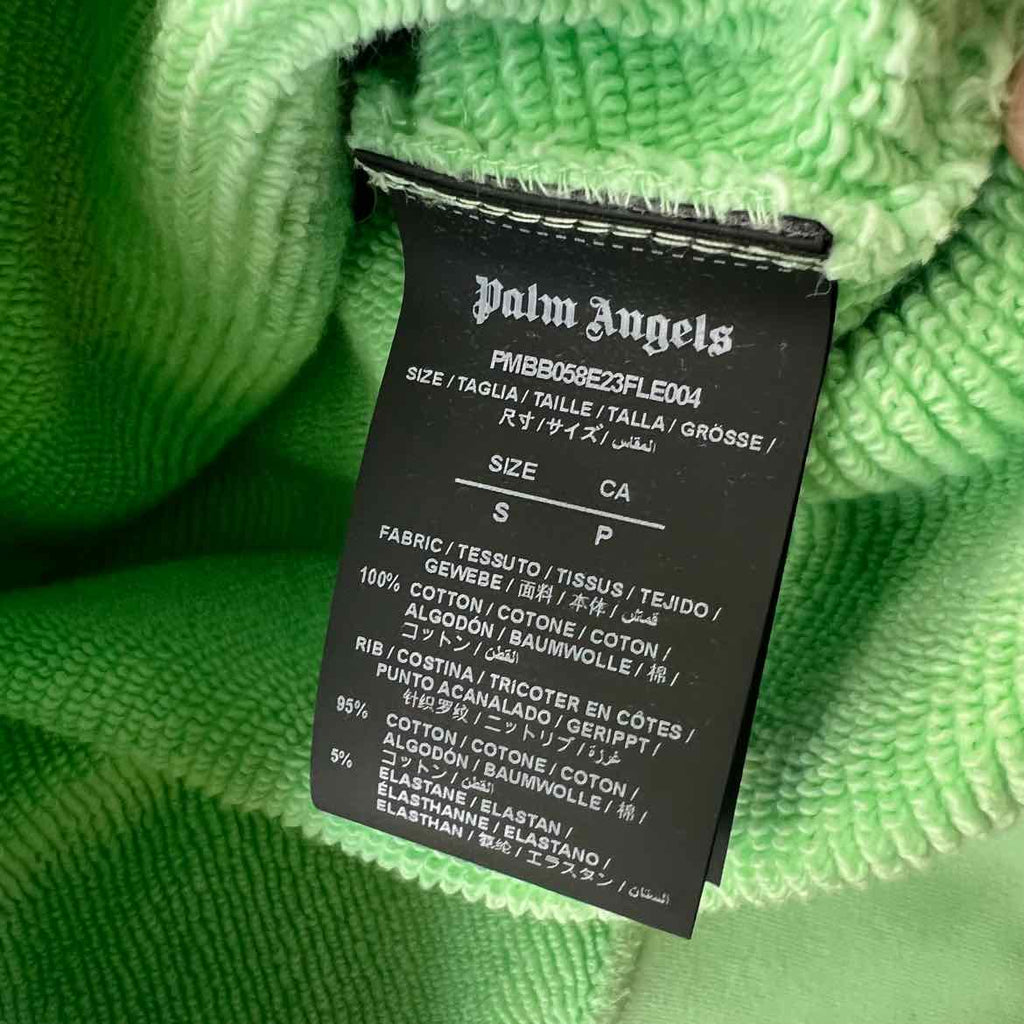 Palm Angels
PMBB058E23FLE004
SIZE / TAGLIA / TAILLE / TALLA / GRÖSSE /
尺寸 / サイズ / المقاس
SIZE CA
S P
FABRIC / TESSUTO / TISSUS / TEJIDO /
GEWEBE / 面料 / 本体 / قماش
100% COTTON / COTONE / COTON /
ALGODÓN / BAUMWOLLE / 棉 /
コットン / القطن
RIB / COSTINA / TRICOTER EN CÔTES /
PUNTO ACANALADO / GERIPPT /
针织罗纹 / ニットリブ / غرزة
95% COTTON / COTONE / COTON /
ALGODÓN / BAUMWOLLE / 棉 /
コットン / القطن
5% ELASTANE / ELASTAN /
ÉLASTHANNE / ELASTANO /
ELASTHAN / 氨纶 / エラスタン /